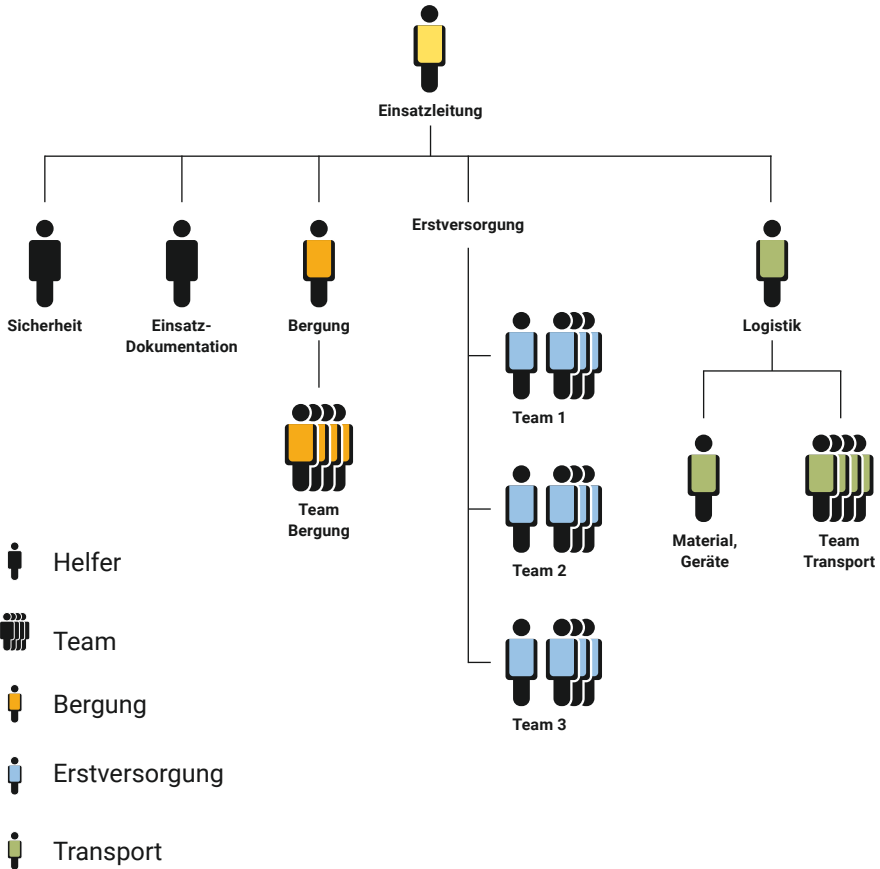 Einsatzleitung
Erstversorgung
Sicherheit
Einsatz-
Dokumentation
Bergung
Logistik
Team 1
Team
Bergung
Team 2
Material,
Geräte
Team
Transport
Team 3
Helfer
Team
Bergung
Erstversorgung
Transport